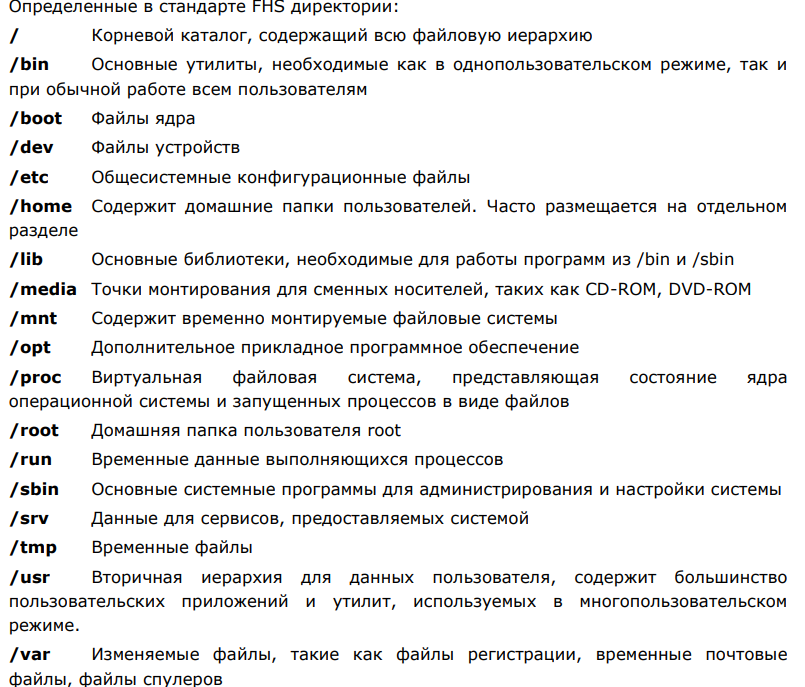 Определенные в стандарте FHS директории:
/ Корневой каталог, содержащий всю файловую иерархию
/bin Основные утилиты, необходимые как в однопользовательском режиме, так и
при обычной работе всем пользователям
/boot Файлы ядра
/dev Файлы устройств
/etc Общесистемные конфигурационные файлы
/home Содержит домашние папки пользователей. Часто размещается на отдельном
разделе
/lib Основные библиотеки, необходимые для работы программ из /bin и /sbin
/media Точки монтирования для сменных носителей, таких как CD-ROM, DVD-ROM
/mnt Содержит временно монтируемые файловые системы
/opt Дополнительное прикладное программное обеспечение
/proc Виртуальная файловая система, представляющая состояние ядра
операционной системы и запущенных процессов в виде файлов
/root Домашняя папка пользователя root
/run Временные данные выполняющихся процессов
/sbin Основные системные программы для администрирования и настройки системы
/srv Данные для сервисов, предоставляемых системой
/tmp Временные файлы
/usr Вторичная иерархия для данных пользователя, содержит большинство
пользовательских приложений и утилит, используемых в многопользовательском
режиме.
/var Изменяемые файлы, такие как файлы регистрации, временные почтовые
файлы, файлы спулеров